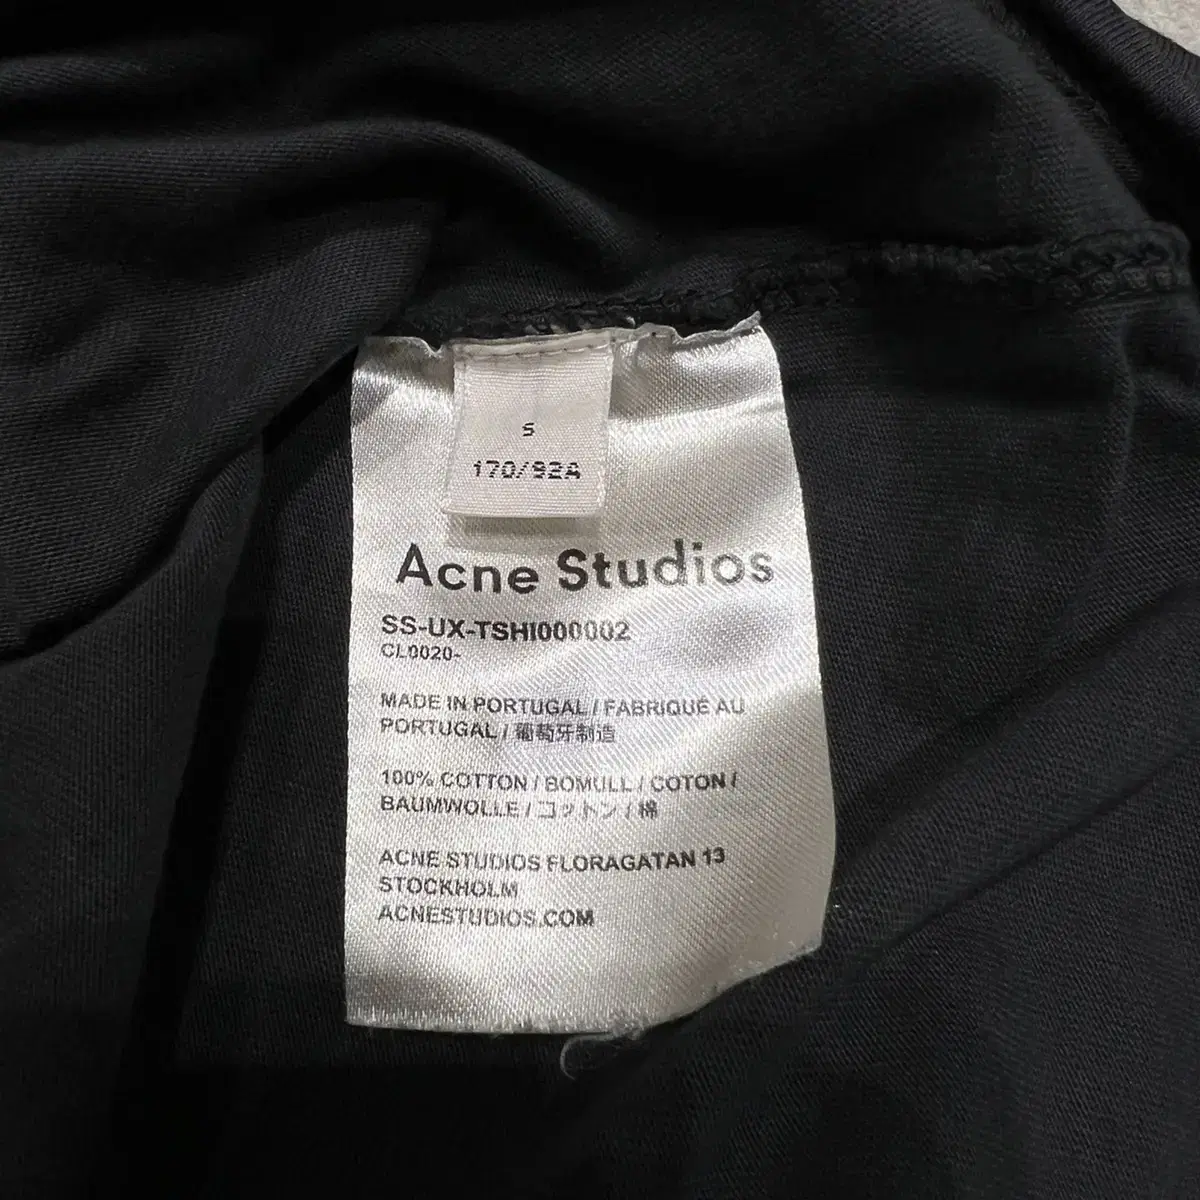 S
170/92A
Acne Studios
SS-UX-TSHI000002
CL0020-
MADE IN PORTUGAL / FABRIQUÉ AU
PORTUGAL / 葡萄牙制造
100% COTTON / BOMULL / COTON /
BAUMWOLLE / コットン / 棉
ACNE STUDIOS FLORAGATAN 13
STOCKHOLM
ACNESTUDIOS.COM